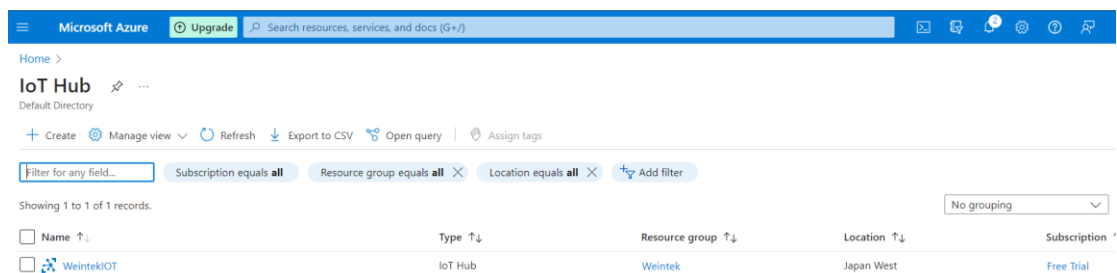 Microsoft Azure Upgrade Search resources, services, and docs (G+/) 2
Home >
IoT Hub ...
Default Directory
+ Create Manage view Refresh Export to CSV Open query Assign tags
Filter for any field... Subscription equals all Resource group equals all × Location equals all × Add filter
Showing 1 to 1 of 1 records. No grouping
Name ↑↓ Type ↑↓ Resource group ↑↓ Location ↑↓ Subscription
WeintekIOT IoT Hub Weintek Japan West Free Trial